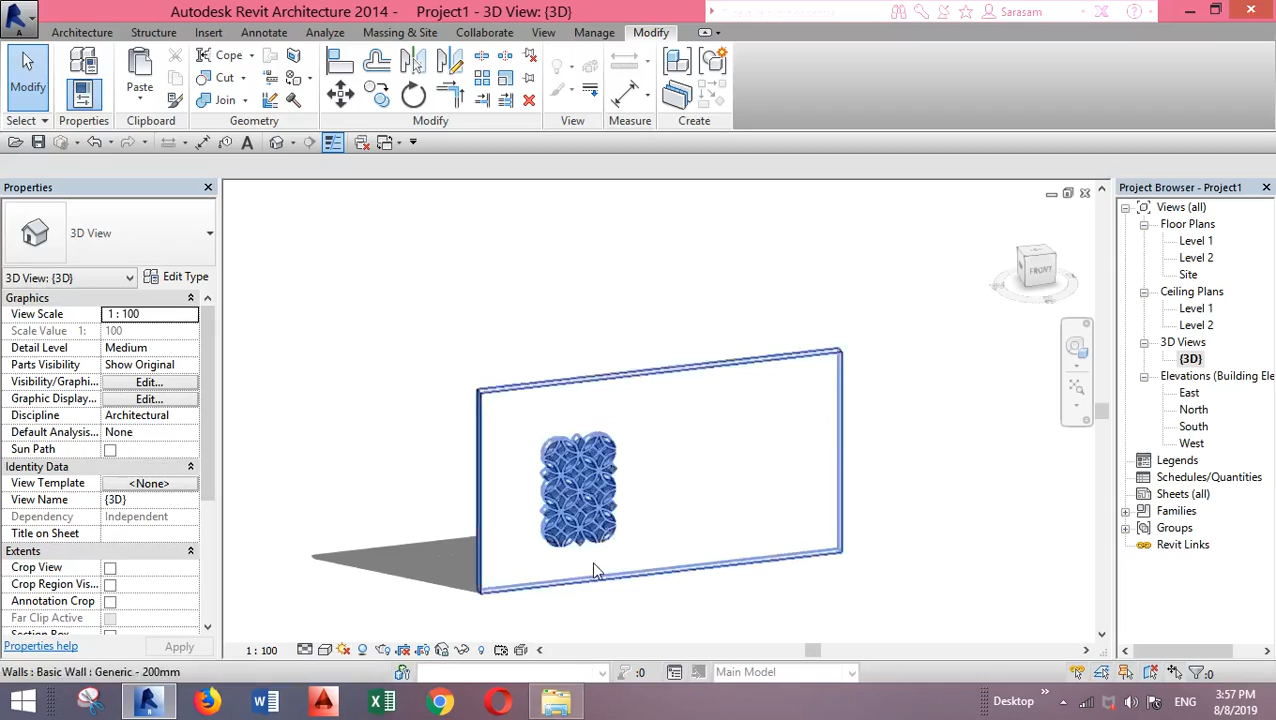 Autodesk Revit Architecture 2014 - Project1 - 3D View: {3D}
Sarasam
Architecture Structure Insert Annotate Analyze Massing & Site Collaborate View Manage Modify
Modify Paste Cope Cut Join
Select Properties Clipboard Geometry Modify View Measure Create
Properties
3D View
3D View: {3D} Edit Type
Graphics
View Scale 1 : 100
Scale Value 1: 100
Detail Level Medium
Parts Visibility Show Original
Visibility/Graphi... Edit...
Graphic Display... Edit...
Discipline Architectural
Default Analysis... None
Sun Path
Identity Data
View Template <None>
View Name {3D}
Dependency Independent
Title on Sheet
Extents
Crop View
Crop Region Vis...
Annotation Crop
Far Clip Active
Section Box
Properties help Apply
FRONT
Project Browser - Project1
Views (all)
Floor Plans
Level 1
Level 2
Site
Ceiling Plans
Level 1
Level 2
3D Views
{3D}
Elevations (Building Ele
East
North
South
West
Legends
Schedules/Quantities
Sheets (all)
Families
Groups
Revit Links
1 : 100
Walls : Basic Wall : Generic - 200mm :0 Main Model :0
Desktop ENG 3:57 PM
8/8/2019